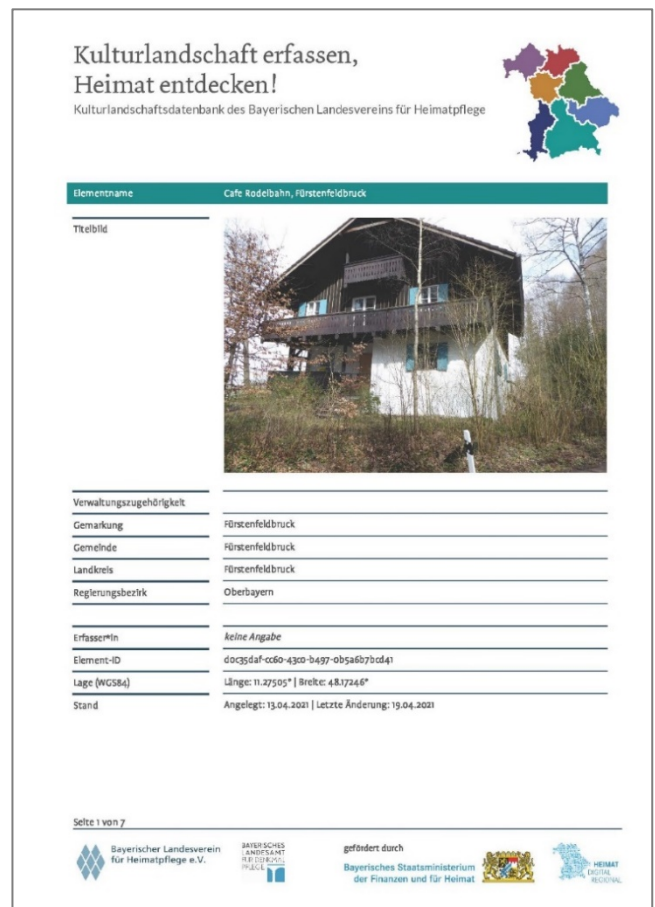 Kulturlandschaft erfassen,
Heimat entdecken!
Kulturlandschaftsdatenbank des Bayerischen Landesvereins für Heimatpflege
Elementname Cafe Rodelbahn, Fürstenfeldbruck
Titelbild
Verwaltungszugehörigkeit
Gemarkung Fürstenfeldbruck
Gemeinde Fürstenfeldbruck
Landkreis Fürstenfeldbruck
Regierungsbezirk Oberbayern
Erfasser*in keine Angabe
Element-ID d0c35daf-cc60-43c0-b497-0b5a6b7bcd41
Lage (WGS84) Länge: 11.27505° | Breite: 48.17246°
Stand Angelegt: 13.04.2021 | Letzte Änderung: 19.04.2021
Seite 1 von 7
Bayerischer Landesverein
für Heimatpflege e.V.
BAYERISCHES
LANDESAMT
FÜR DENKMAL
PFLEGE
gefördert durch
Bayerisches Staatsministerium
der Finanzen und für Heimat
HEIMAT
DIGITAL
REGIONAL